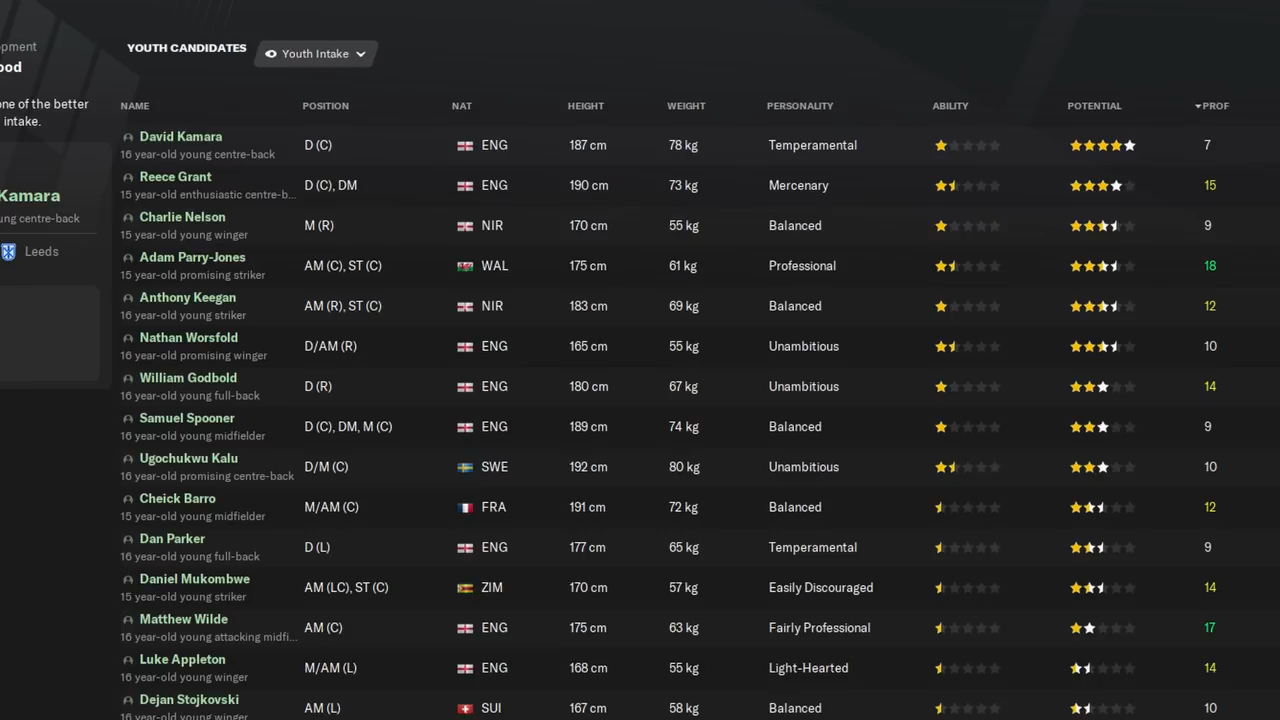 opment
ood
one of the better
intake.
Kamara
ung centre-back
Leeds
YOUTH CANDIDATES
Youth Intake
NAME POSITION NAT HEIGHT WEIGHT PERSONALITY ABILITY POTENTIAL PROF
David Kamara
16 year-old young centre-back
D (C) ENG 187 cm 78 kg Temperamental 7
Reece Grant
15 year-old enthusiastic centre-b...
D (C), DM ENG 190 cm 73 kg Mercenary 15
Charlie Nelson
15 year-old young winger
M (R) NIR 170 cm 55 kg Balanced 9
Adam Parry-Jones
15 year-old promising striker
AM (C), ST (C) WAL 175 cm 61 kg Professional 18
Anthony Keegan
16 year-old young striker
AM (R), ST (C) NIR 183 cm 69 kg Balanced 12
Nathan Worsfold
16 year-old promising winger
D/AM (R) ENG 165 cm 55 kg Unambitious 10
William Godbold
16 year-old young full-back
D (R) ENG 180 cm 67 kg Unambitious 14
Samuel Spooner
16 year-old young midfielder
D (C), DM, M (C) ENG 189 cm 74 kg Balanced 9
Ugochukwu Kalu
16 year-old promising centre-back
D/M (C) SWE 192 cm 80 kg Unambitious 10
Cheick Barro
15 year-old young midfielder
M/AM (C) FRA 191 cm 72 kg Balanced 12
Dan Parker
16 year-old young full-back
D (L) ENG 177 cm 65 kg Temperamental 9
Daniel Mukombwe
15 year-old young striker
AM (LC), ST (C) ZIM 170 cm 57 kg Easily Discouraged 14
Matthew Wilde
16 year-old young attacking midfi...
AM (C) ENG 175 cm 63 kg Fairly Professional 17
Luke Appleton
16 year-old young winger
M/AM (L) ENG 168 cm 55 kg Light-Hearted 14
Dejan Stojkovski
16 year-old young winger
AM (L) SUI 167 cm 58 kg Balanced 10